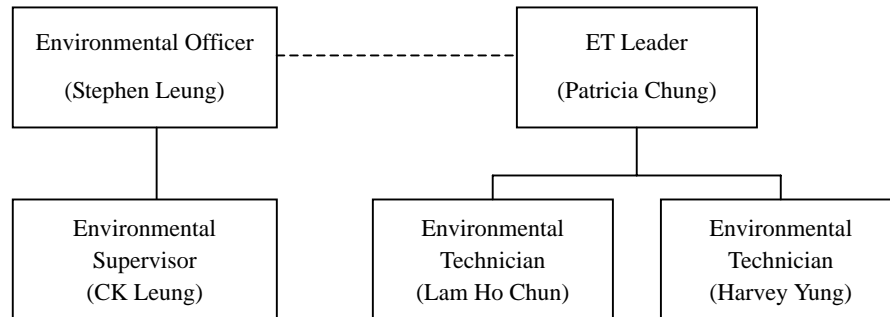 Environmental Officer
(Stephen Leung)
ET Leader
(Patricia Chung)
Environmental
Supervisor
(CK Leung)
Environmental
Technician
(Lam Ho Chun)
Environmental
Technician
(Harvey Yung)